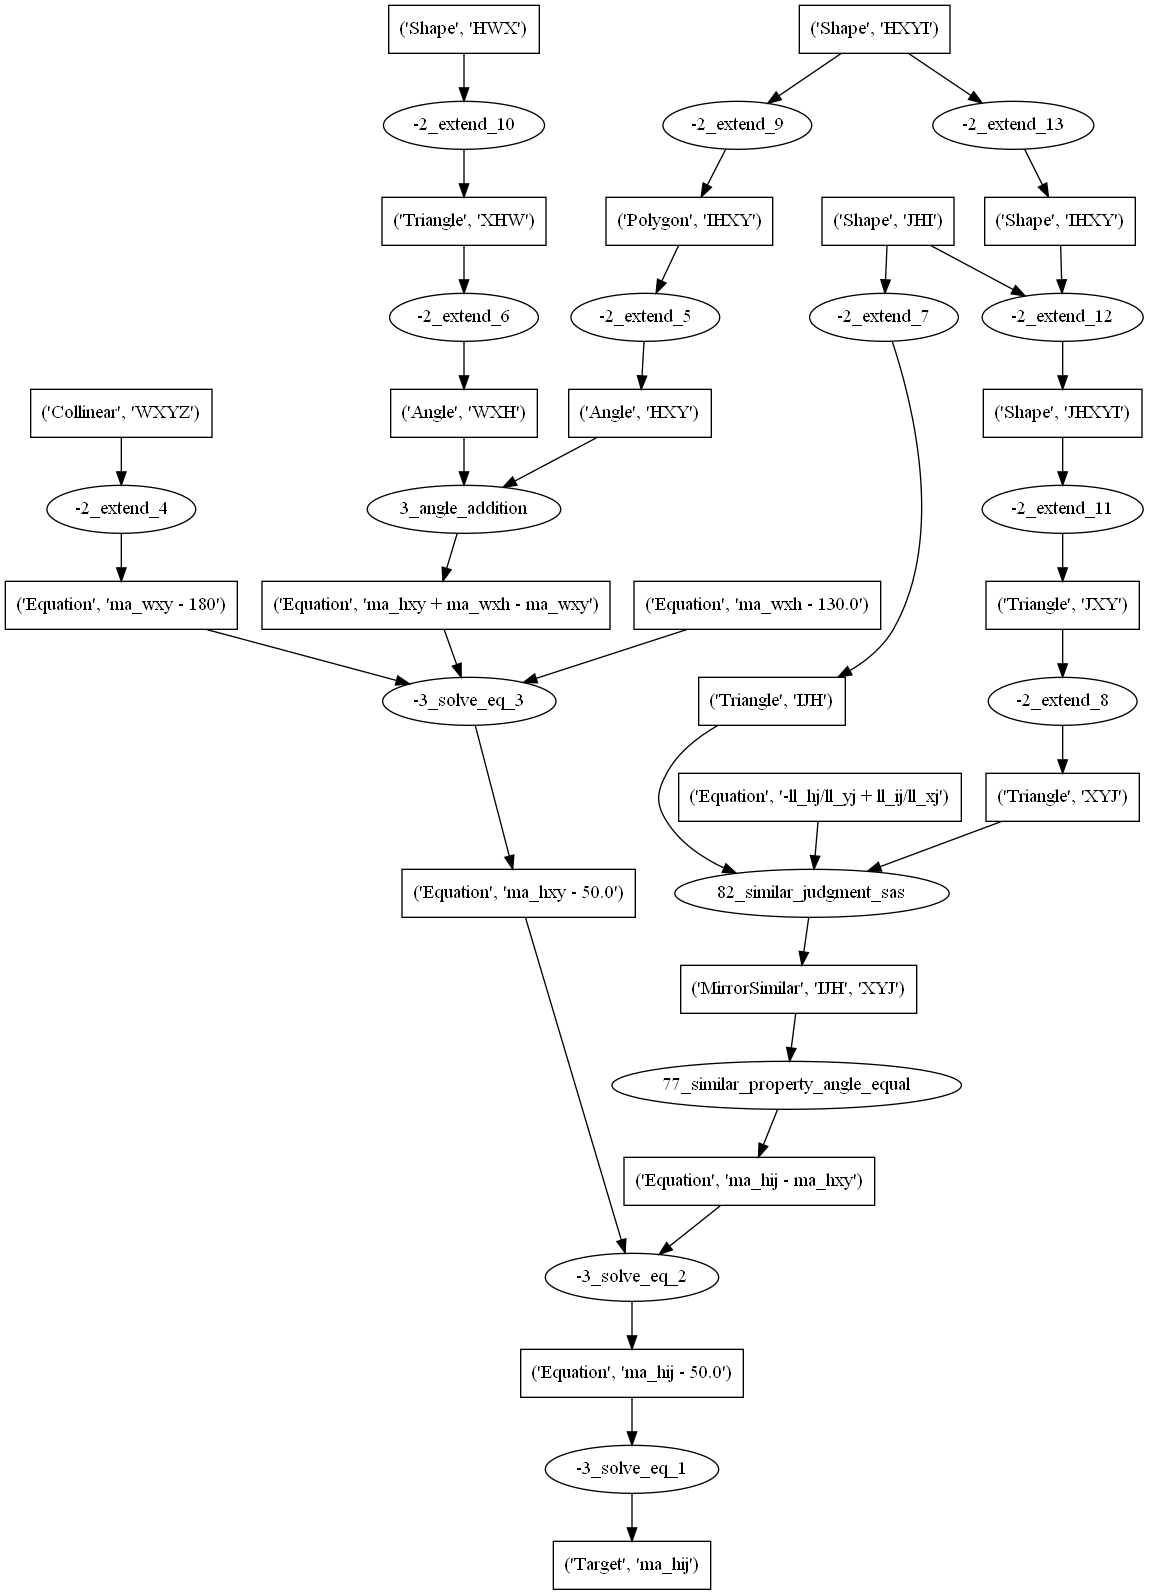 ('Shape', 'HWX')
('Shape', 'HXYI')
-2_extend_10
-2_extend_9
-2_extend_13
('Triangle', 'XHW')
('Polygon', 'IHXY')
('Shape', 'JHI')
('Shape', 'IHXY')
-2_extend_6
-2_extend_5
-2_extend_7
-2_extend_12
('Collinear', 'WXYZ')
('Angle', 'WXH')
('Angle', 'HXY')
('Shape', 'JHXYI')
-2_extend_4
3_angle_addition
-2_extend_11
('Equation', 'ma_wxy - 180')
('Equation', 'ma_hxy + ma_wxh - ma_wxy')
('Equation', 'ma_wxh - 130.0')
('Triangle', 'JXY')
-3_solve_eq_3
('Triangle', 'IJH')
-2_extend_8
('Equation', '-ll_hj/ll_yj + ll_ij/ll_xj')
('Triangle', 'XYJ')
('Equation', 'ma_hxy - 50.0')
82_similar_judgment_sas
('MirrorSimilar', 'IJH', 'XYJ')
77_similar_property_angle_equal
('Equation', 'ma_hij - ma_hxy')
-3_solve_eq_2
('Equation', 'ma_hij - 50.0')
-3_solve_eq_1
('Target', 'ma_hij')